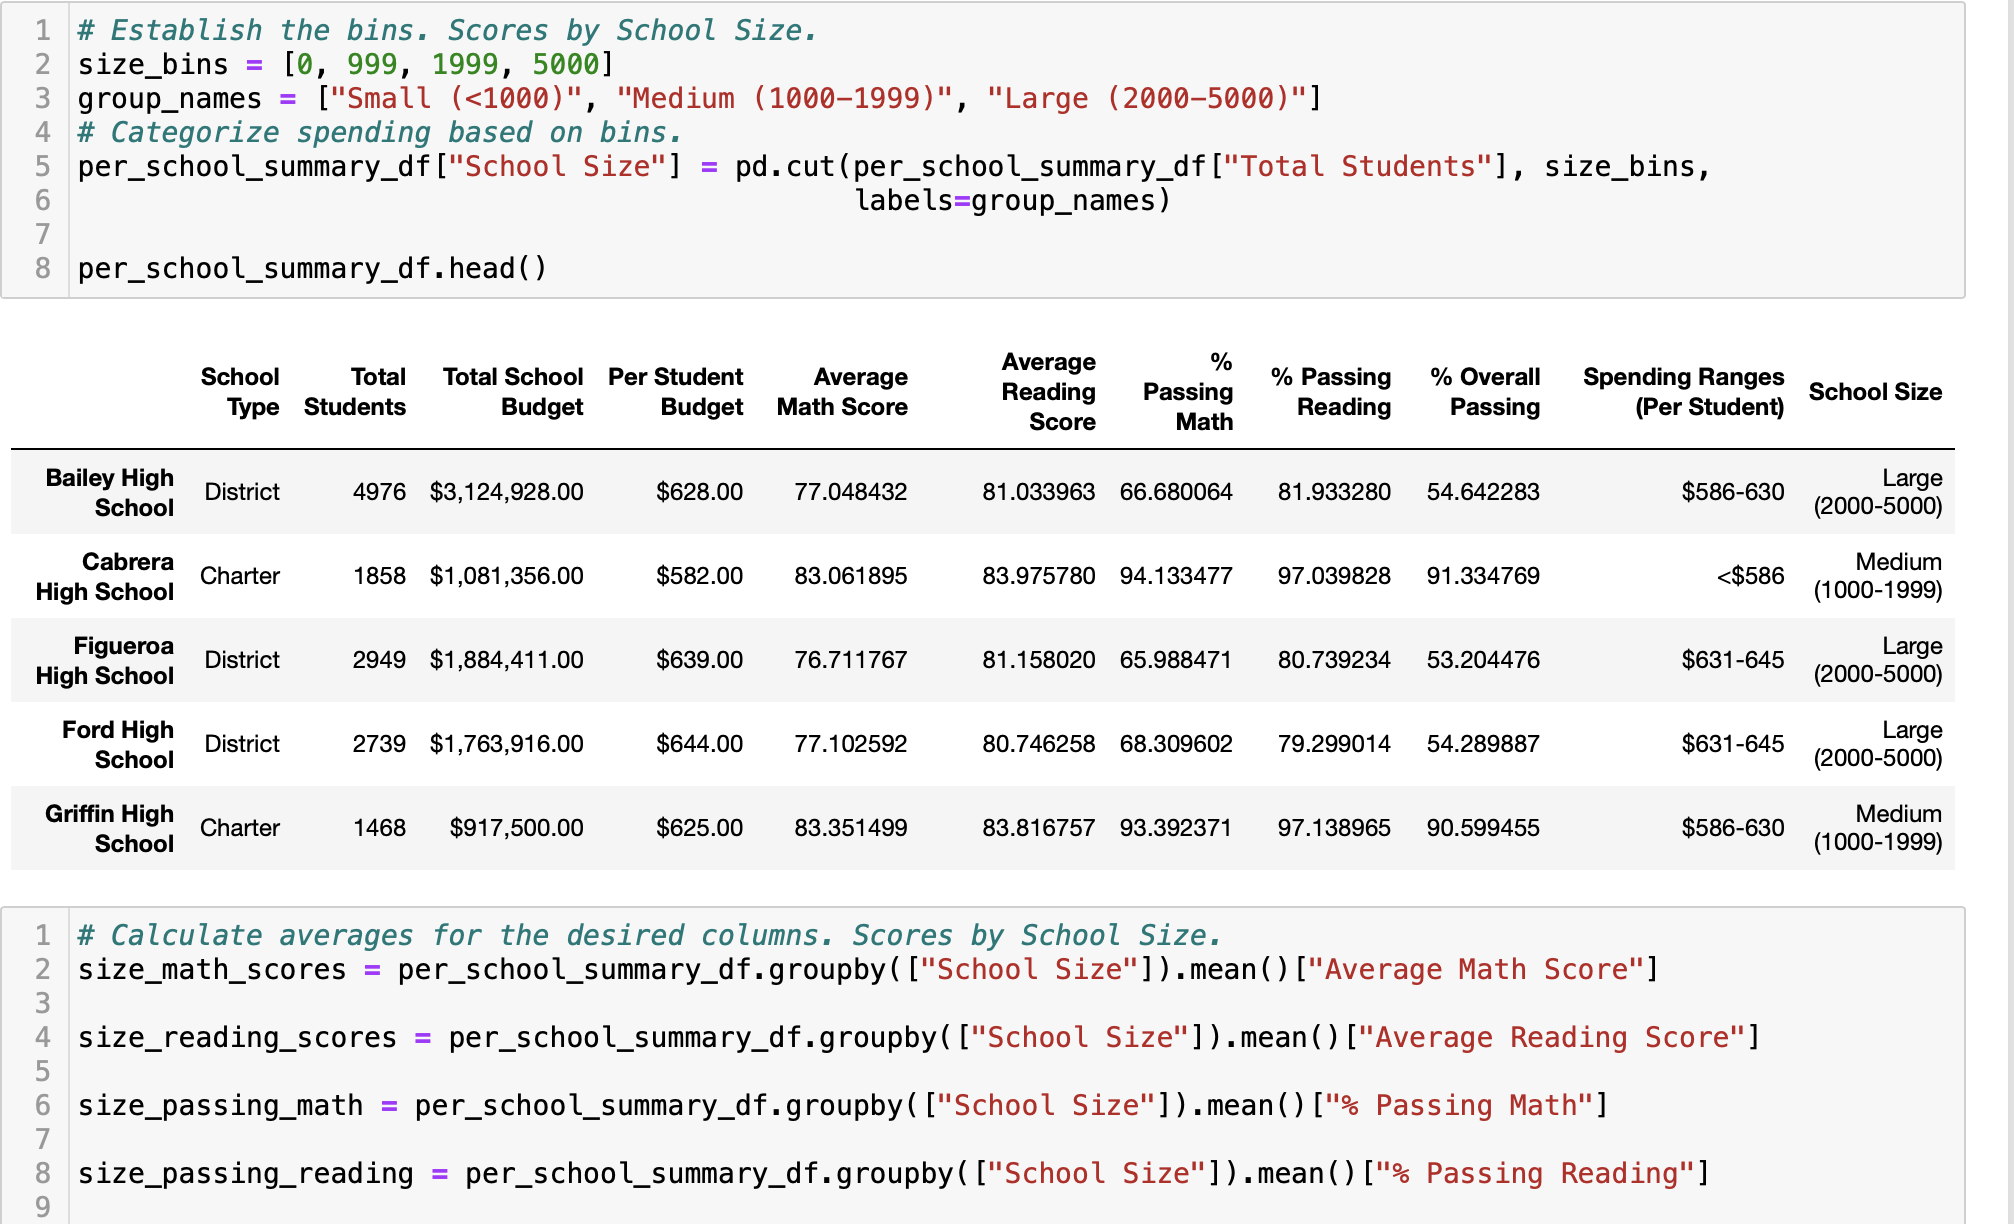 1 # Establish the bins. Scores by School Size.
2 size_bins = [0, 999, 1999, 5000]
3 group_names = ["Small (<1000)", "Medium (1000-1999)", "Large (2000-5000)"]
4 # Categorize spending based on bins.
5 per_school_summary_df["School Size"] = pd.cut(per_school_summary_df["Total Students"], size_bins,
6 labels=group_names)
7
8 per_school_summary_df.head()
School Type Total Students Total School Budget Per Student Budget Average Math Score Average Reading Score % Passing Math % Passing Reading % Overall Passing Spending Ranges (Per Student) School Size
Bailey High School District 4976 $3,124,928.00 $628.00 77.048432 81.033963 66.680064 81.933280 54.642283 $586-630 Large (2000-5000)
Cabrera High School Charter 1858 $1,081,356.00 $582.00 83.061895 83.975780 94.133477 97.039828 91.334769 <$586 Medium (1000-1999)
Figueroa High School District 2949 $1,884,411.00 $639.00 76.711767 81.158020 65.988471 80.739234 53.204476 $631-645 Large (2000-5000)
Ford High School District 2739 $1,763,916.00 $644.00 77.102592 80.746258 68.309602 79.299014 54.289887 $631-645 Large (2000-5000)
Griffin High School Charter 1468 $917,500.00 $625.00 83.351499 83.816757 93.392371 97.138965 90.599455 $586-630 Medium (1000-1999)
1 # Calculate averages for the desired columns. Scores by School Size.
2 size_math_scores = per_school_summary_df.groupby(["School Size"]).mean()["Average Math Score"]
3
4 size_reading_scores = per_school_summary_df.groupby(["School Size"]).mean()["Average Reading Score"]
5
6 size_passing_math = per_school_summary_df.groupby(["School Size"]).mean()["% Passing Math"]
7
8 size_passing_reading = per_school_summary_df.groupby(["School Size"]).mean()["% Passing Reading"]
9